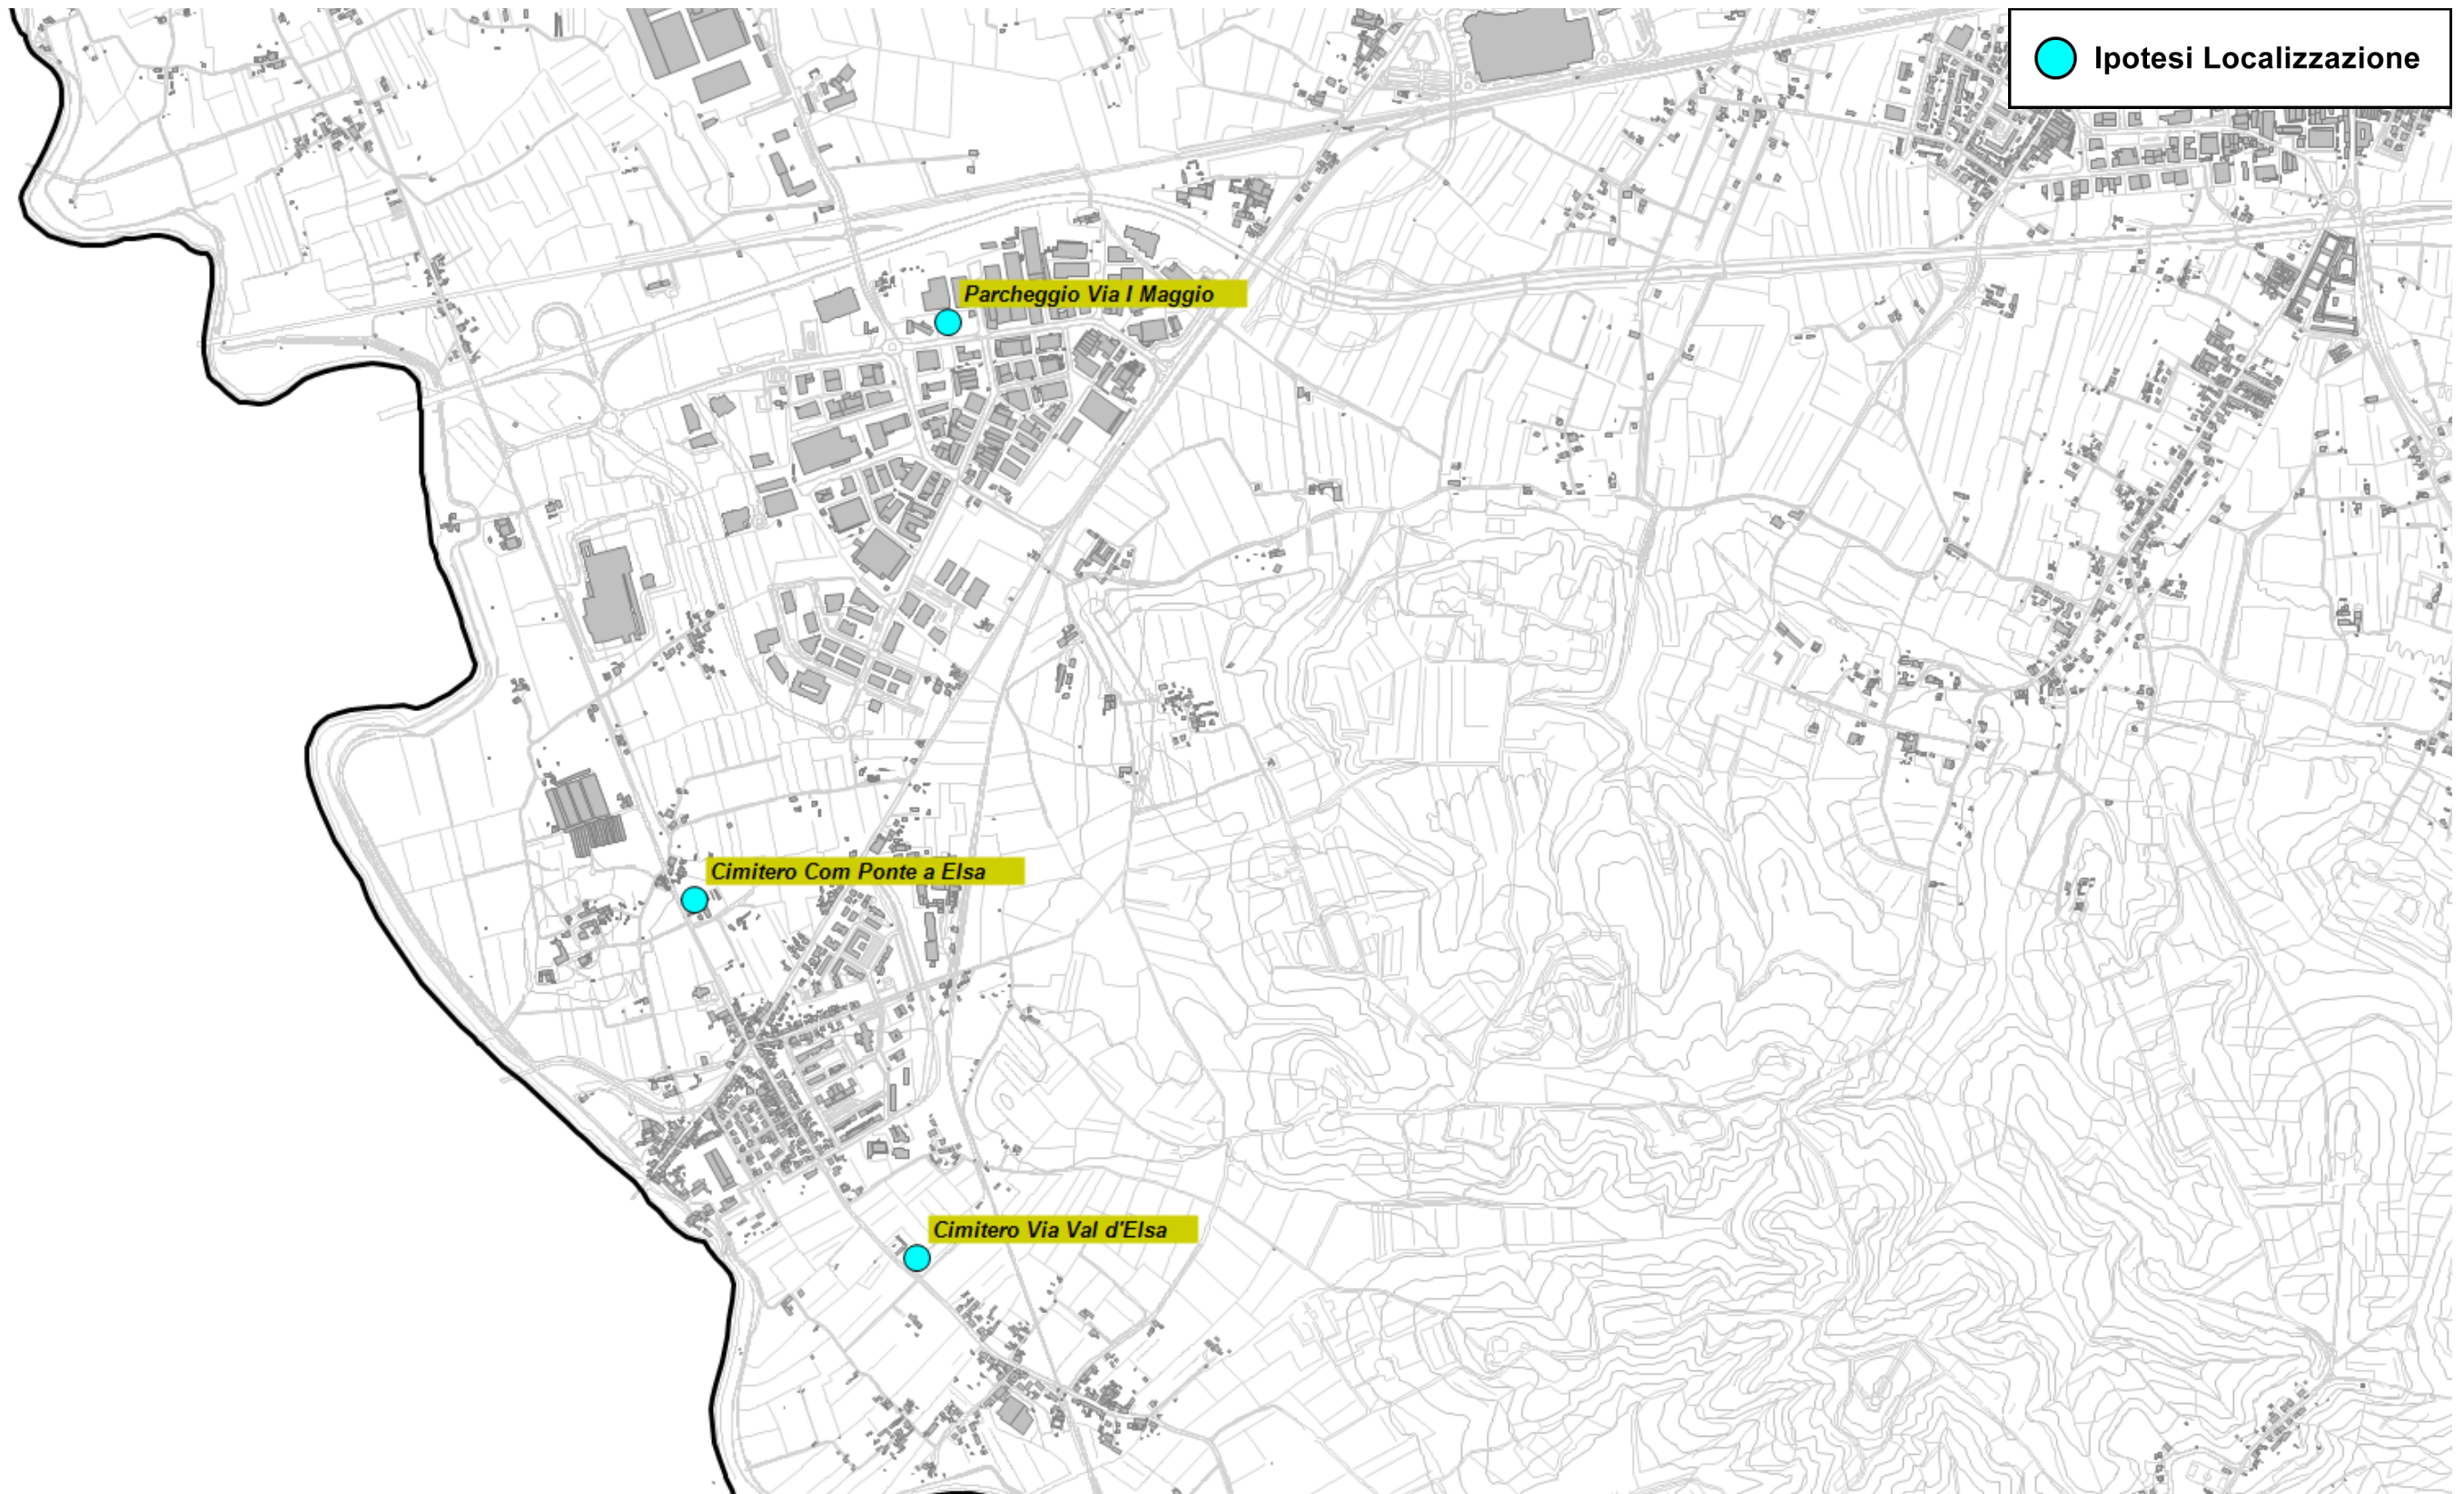 Ipotesi Localizzazione
Parcheggio Via I Maggio
Cimitero Com Ponte a Elsa
Cimitero Via Val d'Elsa